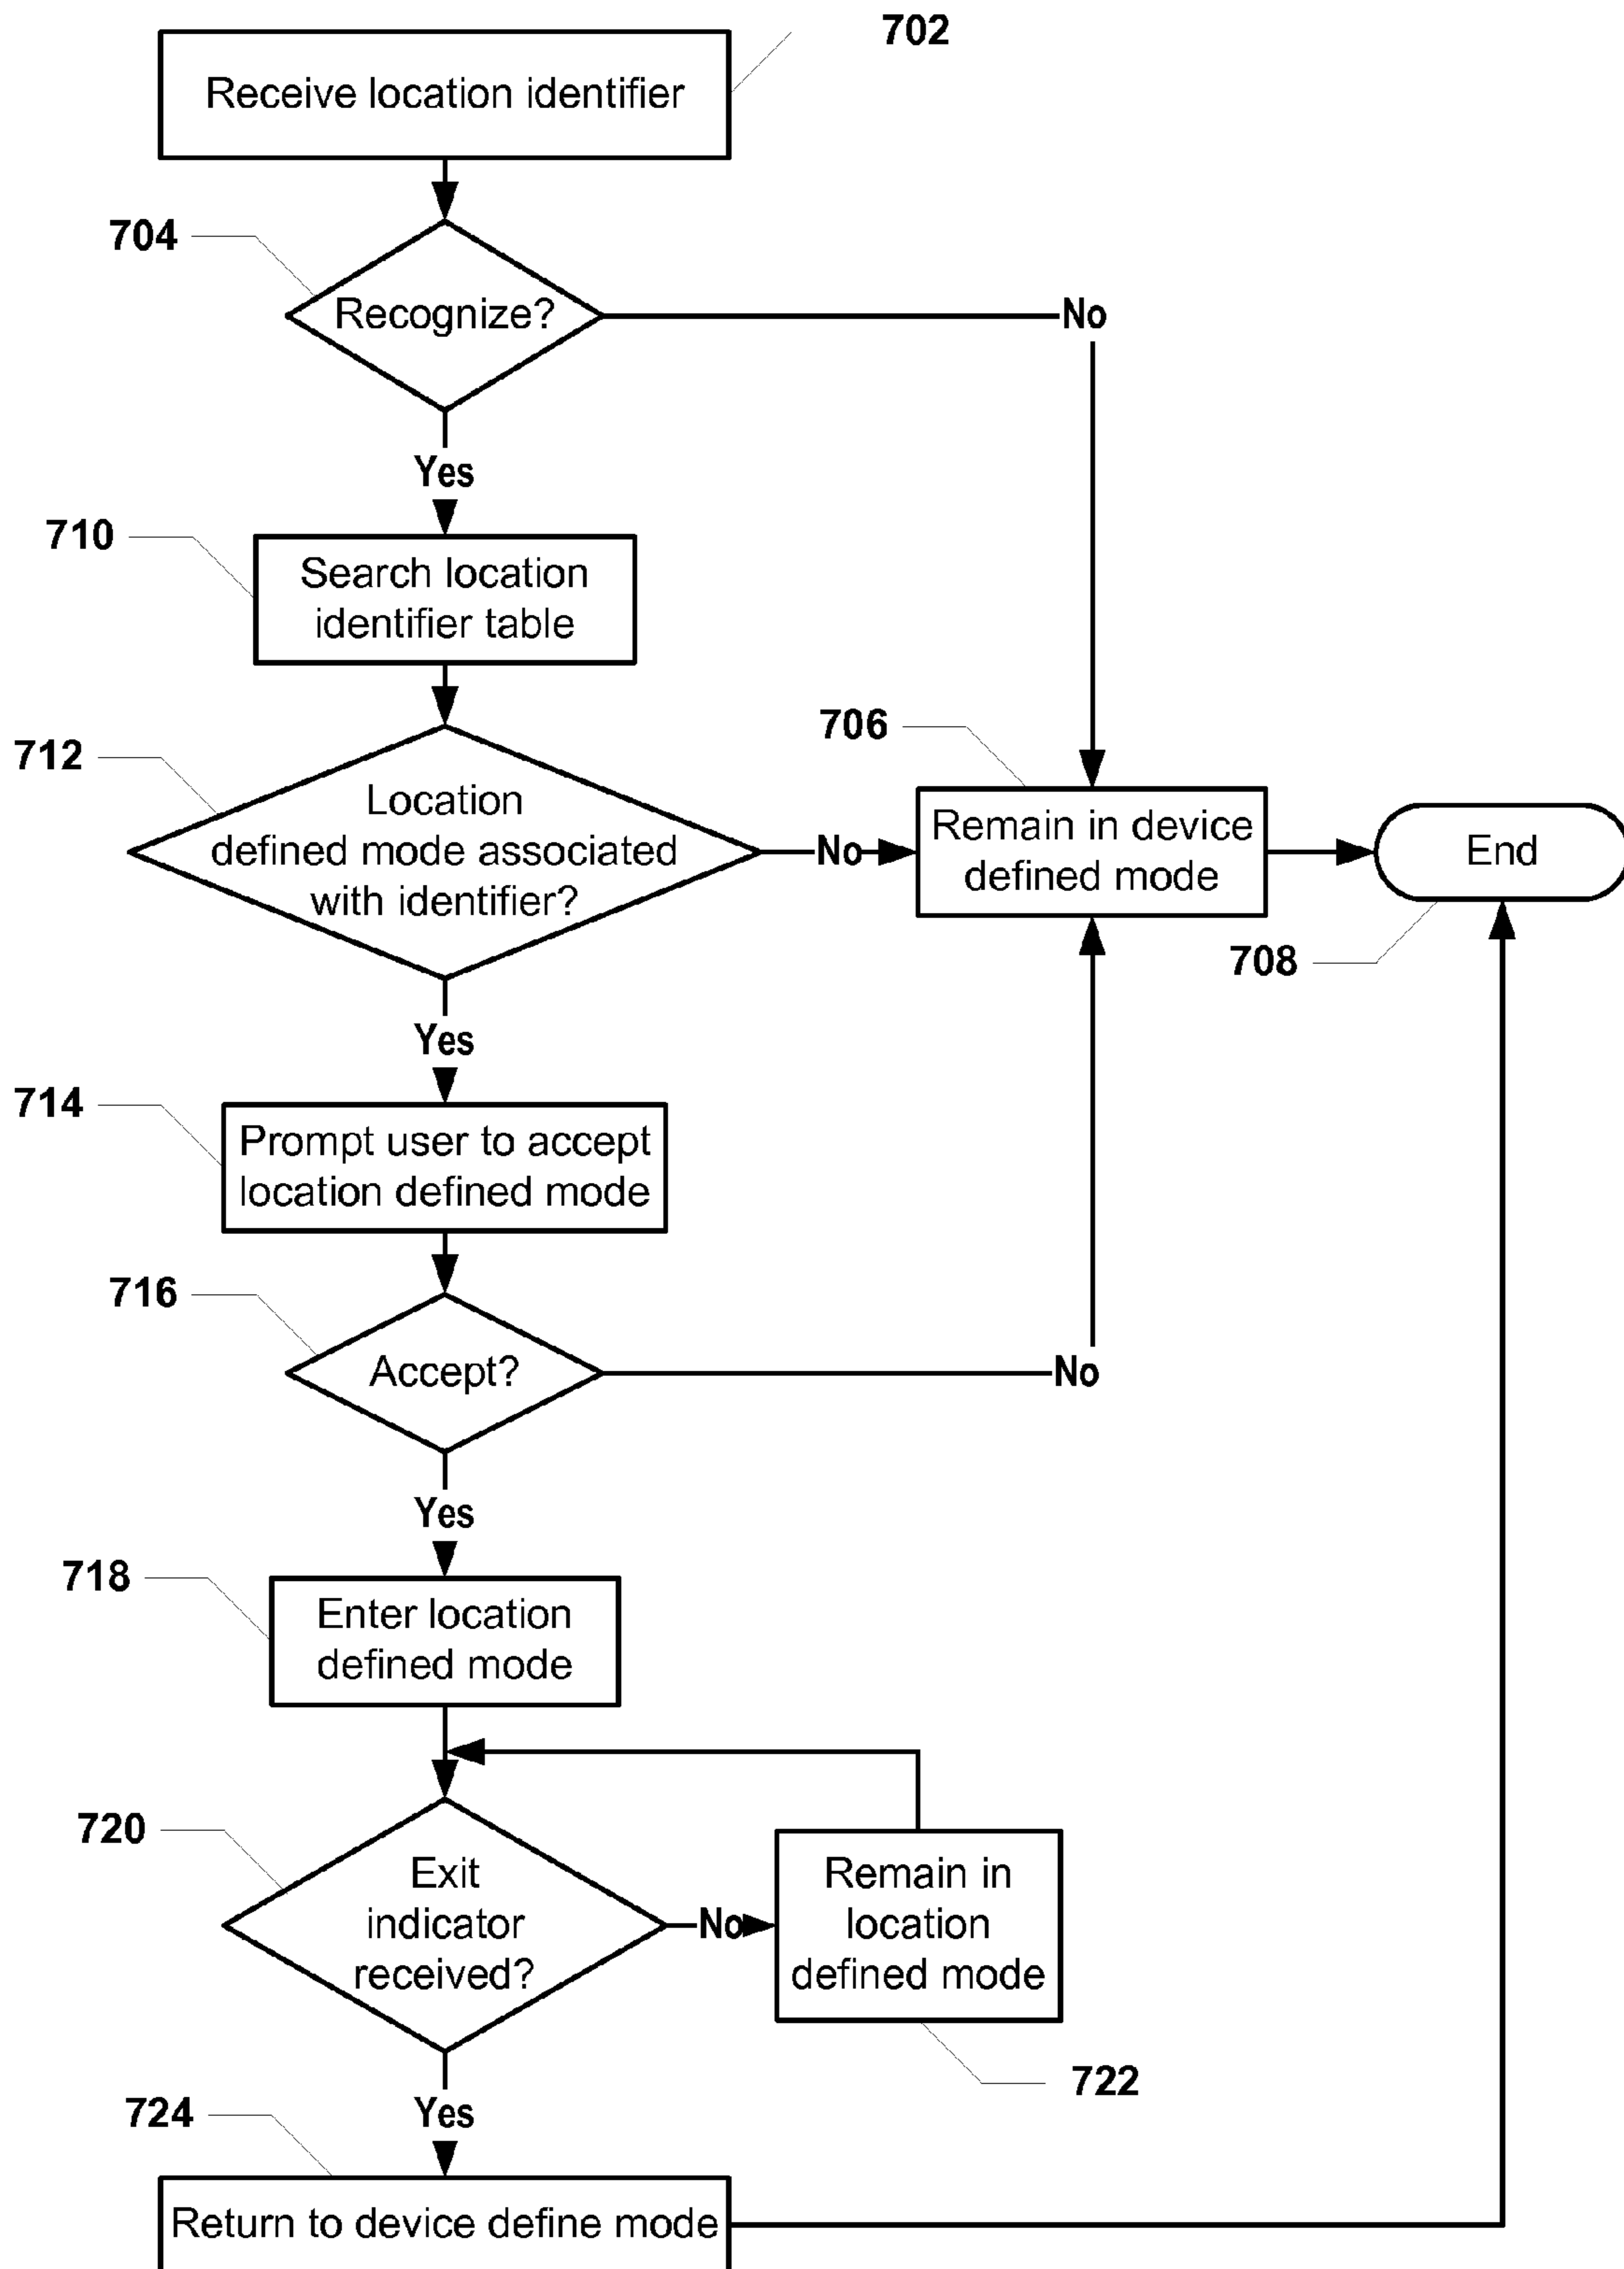 702
Receive location identifier
704
Recognize?
No
Yes
710
Search location
identifier table
712
Location
defined mode associated
with identifier?
No
706
Remain in device
defined mode
End
708
Yes
714
Prompt user to accept
location defined mode
716
Accept?
No
Yes
718
Enter location
defined mode
720
Exit
indicator
received?
No
Remain in
location
defined mode
722
Yes
724
Return to device define mode